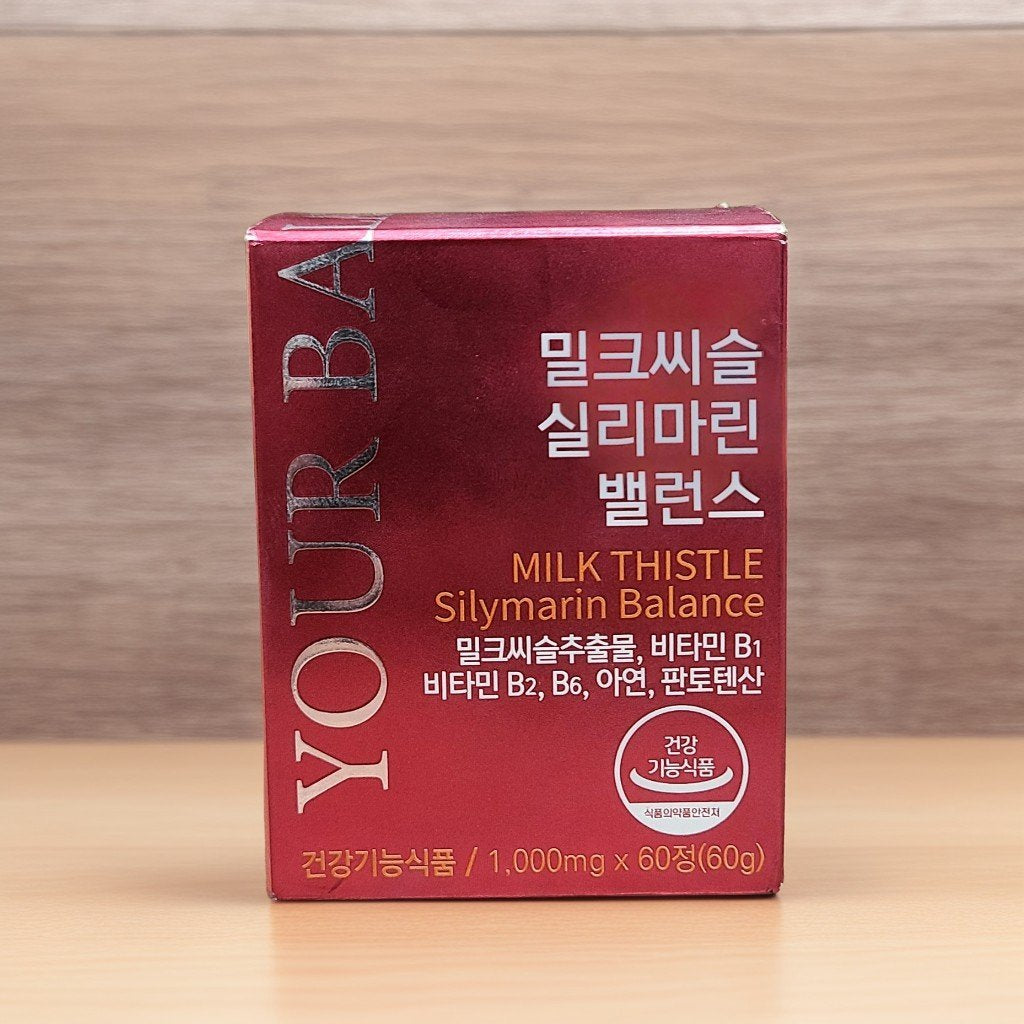 YOUR BA
밀크씨슬
실리마린
밸런스
MILK THISTLE
Silymarin Balance
밀크씨슬추출물, 비타민 B1
비타민 B2, B6, 아연, 판토텐산
건강
기능식품
식품의약품안전처
건강기능식품 / 1,000mg x 60정(60g)